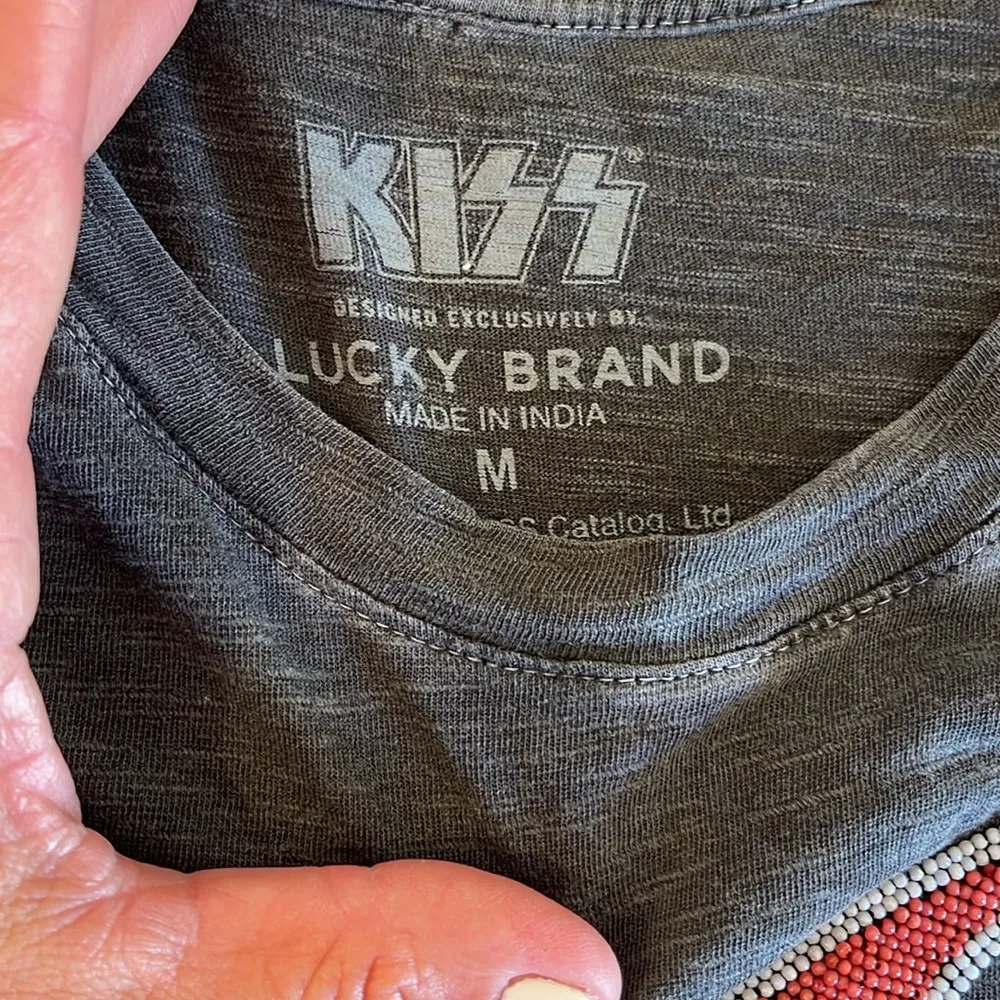 KISS®
DESIGNED EXCLUSIVELY BY
LUCKY BRAND
MADE IN INDIA
M
Catalog, Ltd